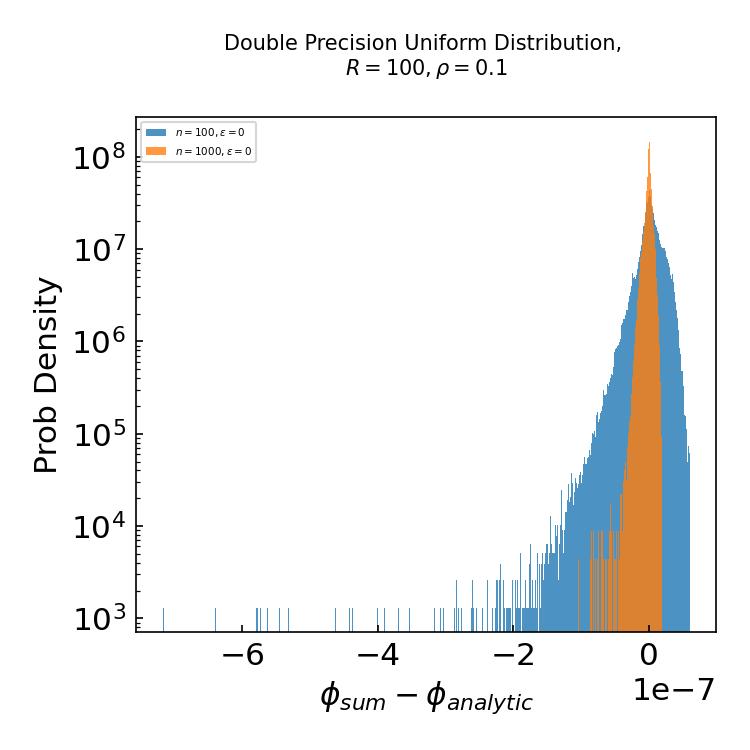 Double Precision Uniform Distribution,
R = 100, ρ = 0.1
n = 100, ε = 0
n = 1000, ε = 0
Prob Density
10⁸
10⁷
10⁶
10⁵
10⁴
10³
−6 −4 −2 0
1e−7
ϕ_sum − ϕ_analytic